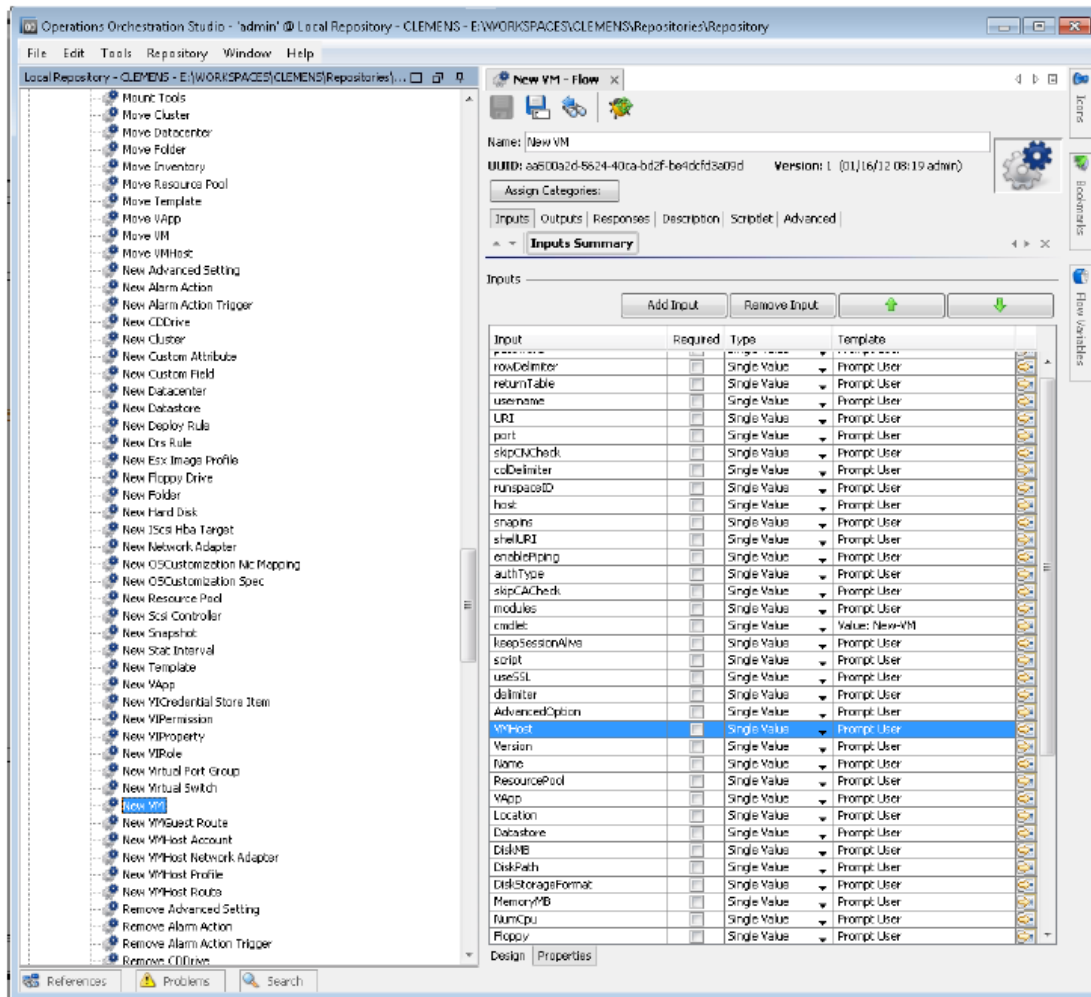 Operations Orchestration Studio - 'admin' @ Local Repository - CLEMENS - E:\WORKSPACES\CLEMENS\Repositories\Repository
File Edit Tools Repository Window Help
Local Repository - CLEMENS - E:\WORKSPACES\CLEMENS\Repositories\...
Mount Tools
Move Cluster
Move Datacenter
Move Folder
Move Inventory
Move Resource Pool
Move Template
Move VApp
Move VM
Move VMHost
New Advanced Setting
New Alarm Action
New Alarm Action Trigger
New CDDrive
New Cluster
New Custom Attribute
New Custom Field
New Datacenter
New Datastore
New Deploy Rule
New Drs Rule
New Esx Image Profile
New Floppy Drive
New Folder
New Hard Disk
New IScsi Hba Target
New Network Adapter
New OSCustomization Nic Mapping
New OSCustomization Spec
New Resource Pool
New Scsi Controller
New Snapshot
New Stat Interval
New Template
New VApp
New VICredential Store Item
New VIPermission
New VIProperty
New VIRole
New Virtual Port Group
New Virtual Switch
New VM
New VMGuest Route
New VMHost Account
New VMHost Network Adapter
New VMHost Profile
New VMHost Route
Remove Advanced Setting
Remove Alarm Action
Remove Alarm Action Trigger
Remove CDDrive
New VM - Flow
Name: New VM
UUID: Version: 1 (01/16/12 08:19 admin)
Assign Categories:
Inputs Outputs Responses Description Scriptlet Advanced
Inputs Summary
Inputs
Add Input Remove Input
Input Required Type Template
rowDelimiter Single Value Prompt User
returnTable Single Value Prompt User
username Single Value Prompt User
URI Single Value Prompt User
port Single Value Prompt User
skipCNCheck Single Value Prompt User
colDelimiter Single Value Prompt User
runspaceID Single Value Prompt User
host Single Value Prompt User
snapins Single Value Prompt User
shellURI Single Value Prompt User
enablePiping Single Value Prompt User
authType Single Value Prompt User
skipCACheck Single Value Prompt User
modules Single Value Prompt User
cmdlet Single Value Value: New-VM
keepSessionAlive Single Value Prompt User
script Single Value Prompt User
useSSL Single Value Prompt User
delimiter Single Value Prompt User
AdvancedOption Single Value Prompt User
VMHost Single Value Prompt User
Version Single Value Prompt User
Name Single Value Prompt User
ResourcePool Single Value Prompt User
VApp Single Value Prompt User
Location Single Value Prompt User
Datastore Single Value Prompt User
DiskMB Single Value Prompt User
DiskPath Single Value Prompt User
DiskStorageFormat Single Value Prompt User
MemoryMB Single Value Prompt User
NumCpu Single Value Prompt User
Floppy Single Value Prompt User
Design Properties
Icons
Bookmarks
Flow Variables
References Problems Search